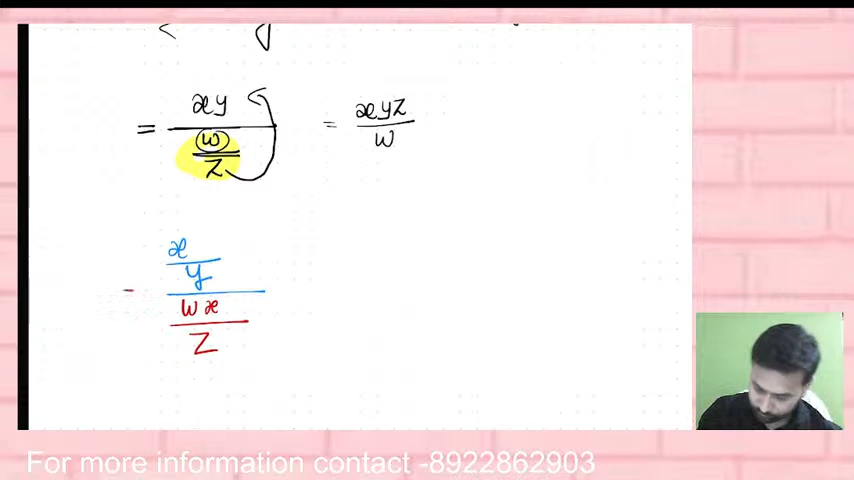 = xy / (w/z) = xyz / w
(x/y) / (wx/z)
For more information contact -8922862903